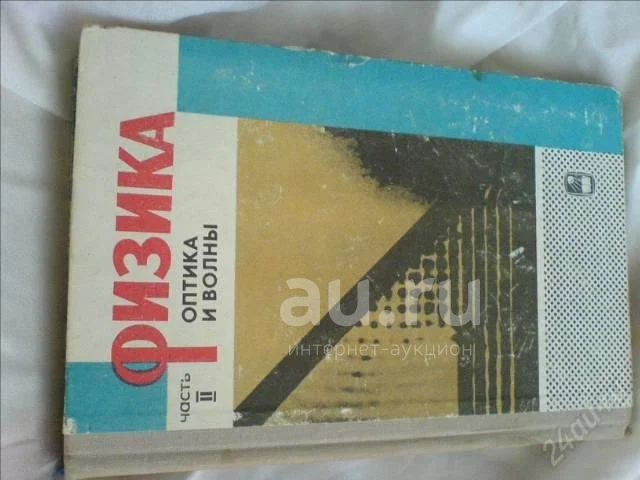 ФИЗИКА
часть
II
ОПТИКА
И ВОЛНЫ
au.ru
интернет-аукцион
24au.ru